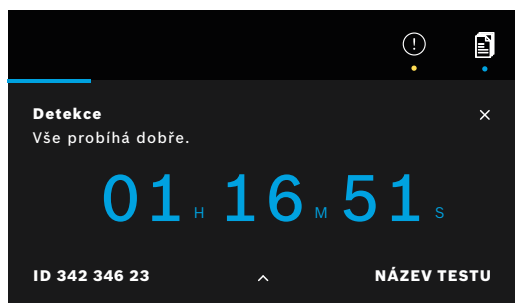 Detekce
Vše probíhá dobře.
01 H 16 M 51 S
ID 342 346 23
NÁZEV TESTU